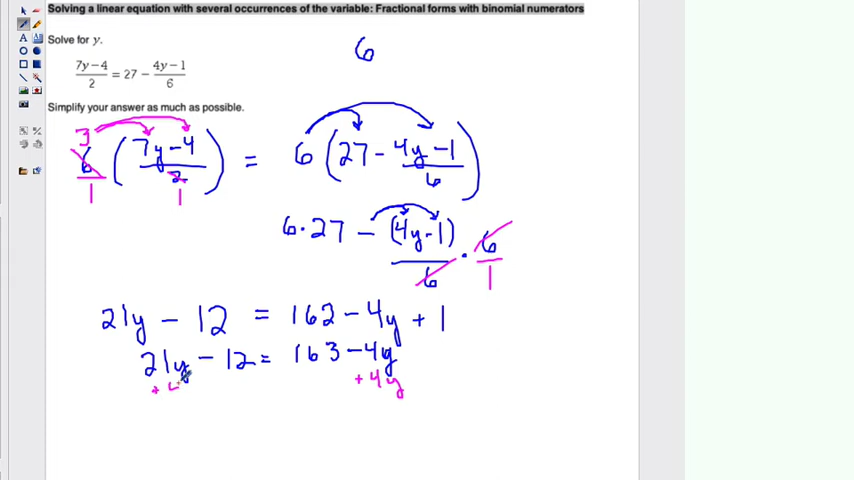 Solving a linear equation with several occurrences of the variable: Fractional forms with binomial numerators
Solve for y.
6
7y−4/2 = 27 − 4y−1/6
Simplify your answer as much as possible.
3
6/1 (7y−4/2) = 6 (27 − 4y−1/6)
1
6·27 − (4y−1)/6 · 6/1
21y − 12 = 162 − 4y + 1
21y − 12 = 163 − 4y
+ +4y